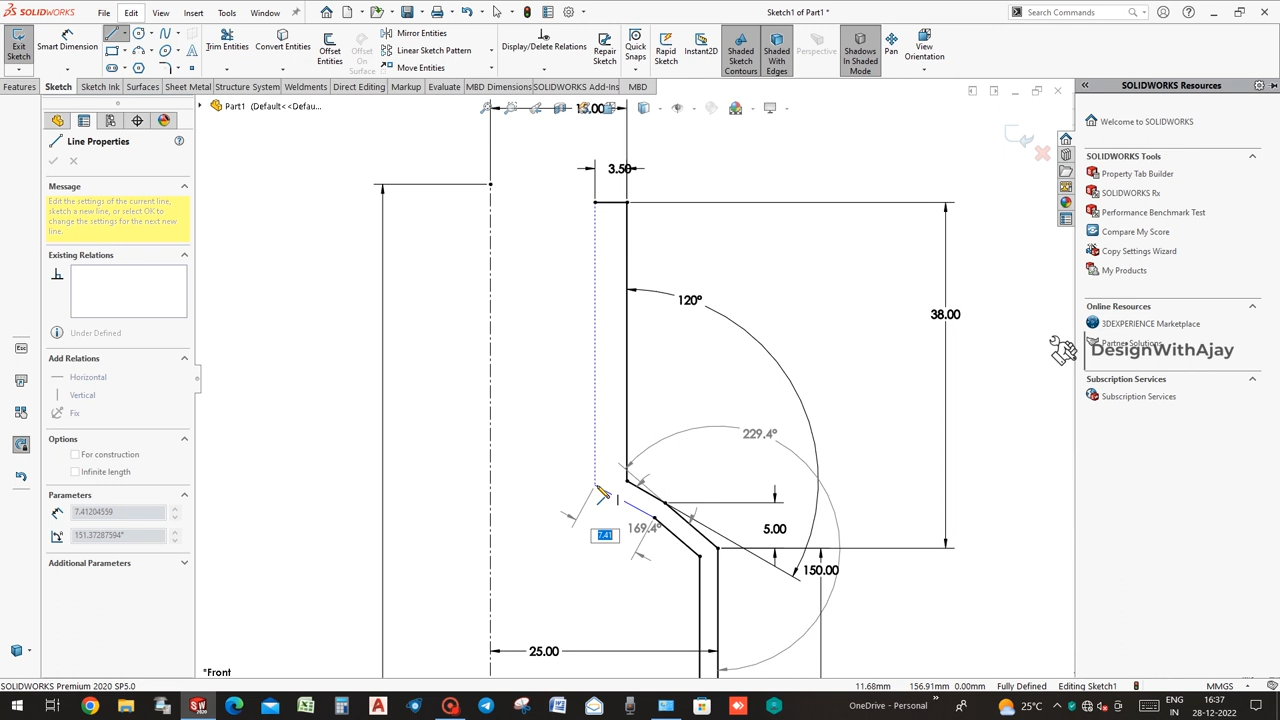 SOLIDWORKS
File Edit View Insert Tools Window
Sketch1 of Part1 *
Search Commands
Exit Sketch
Smart Dimension
Trim Entities
Convert Entities
Offset Entities
Offset On Surface
Mirror Entities
Linear Sketch Pattern
Move Entities
Display/Delete Relations
Repair Sketch
Quick Snaps
Rapid Sketch
Instant2D
Shaded Sketch Contours
Shaded With Edges
Perspective
Shadows In Shaded Mode
Pan
View Orientation
Features Sketch Sketch Ink Surfaces Sheet Metal Structure System Weldments Direct Editing Markup Evaluate MBD Dimensions SOLIDWORKS Add-Ins MBD
Part1 (Default<<Defau...
Line Properties
Message
Edit the settings of the current line,
sketch a new line, or select OK to
change the settings for the next new
line.
Existing Relations
Under Defined
Add Relations
Horizontal
Vertical
Fix
Options
For construction
Infinite length
Parameters
7.41204559
151.37287594°
Additional Parameters
Esc
15.00
3.50
120°
38.00
229.4°
5.00
169.4°
7.41
150.00
25.00
*Front
SOLIDWORKS Resources
Welcome to SOLIDWORKS
SOLIDWORKS Tools
Property Tab Builder
SOLIDWORKS Rx
Performance Benchmark Test
Compare My Score
Copy Settings Wizard
My Products
Online Resources
3DEXPERIENCE Marketplace
Partner Solutions
DesignWithAjay
Subscription Services
Subscription Services
SOLIDWORKS Premium 2020 SP5.0
11.68mm 156.91mm 0.00mm Fully Defined Editing Sketch1 MMGS
OneDrive - Personal
25°C
ENG
IN
16:37
28-12-2022